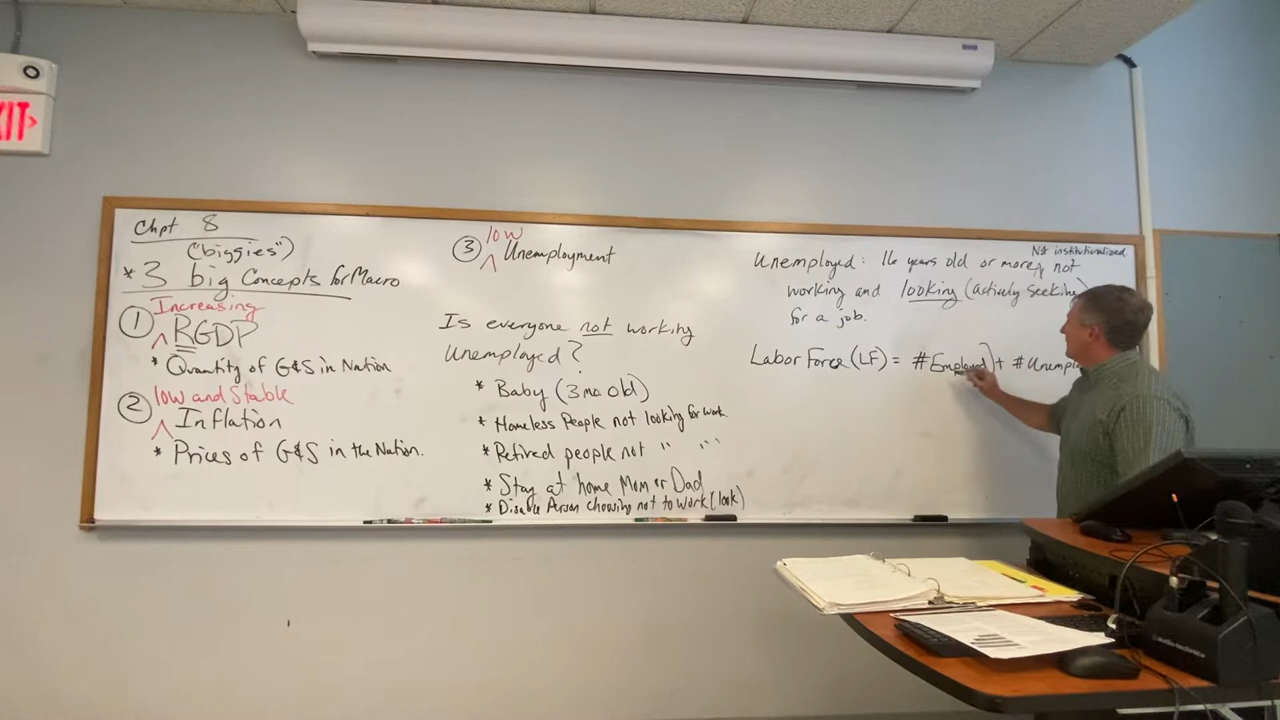 EXIT
Chpt 8
("biggies")
* 3 big Concepts for Macro
Increasing
① ^ RGDP
* Quantity of G&S in Nation
low and Stable
② ^ Inflation
* Prices of G&S in the Nation.
low
③ ^ Unemployment
Is everyone not working
Unemployed?
* Baby (3 mo old)
* Homeless People not looking for work.
* Retired people not " " "
* Stay at home Mom or Dad
* Disable Person choosing not to work (look)
Not institutionalized
Unemployed: 16 years old or more, ^ not
working and looking (actively seeking
for a job.
Labor Force (LF) = #Employed) + #Unemplo